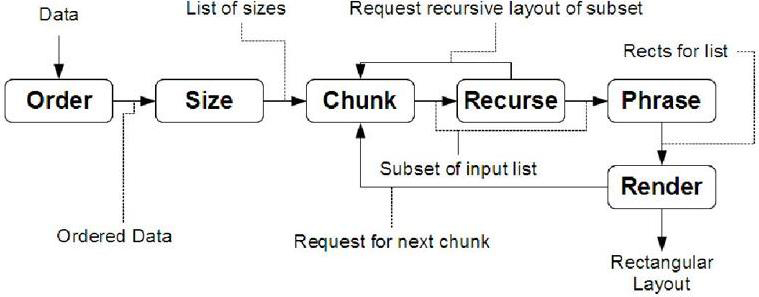 Data
List of sizes
Request recursive layout of subset
Rects for list
Order
Size
Chunk
Recurse
Phrase
Subset of input list
Render
Ordered Data
Request for next chunk
Rectangular
Layout